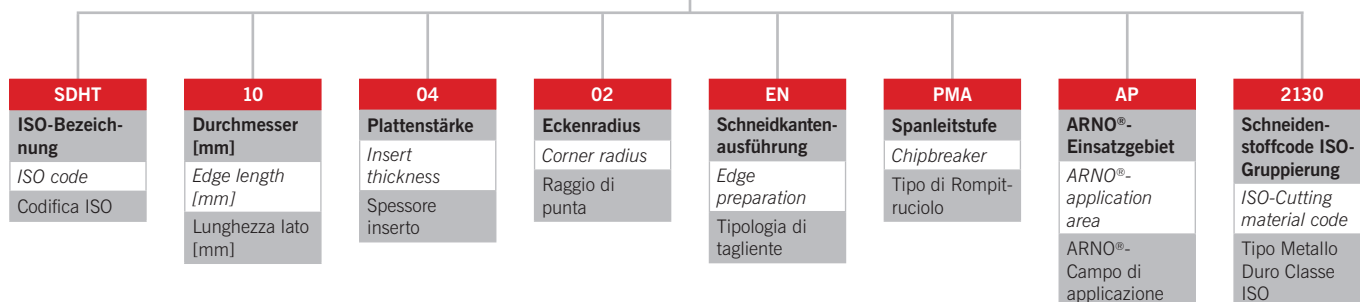 SDHT
ISO-Bezeich-
nung
ISO code
Codifica ISO
10
Durchmesser
[mm]
Edge length
[mm]
Lunghezza lato
[mm]
04
Plattenstärke
Insert
thickness
Spessore
inserto
02
Eckenradius
Corner radius
Raggio di
punta
EN
Schneidkanten-
ausführung
Edge
preparation
Tipologia di
tagliente
PMA
Spanleitstufe
Chipbreaker
Tipo di Rompit-
ruciolo
AP
ARNO®-
Einsatzgebiet
ARNO®-
application
area
ARNO®-
Campo di
applicazione
2130
Schneiden-
stoffcode ISO-
Gruppierung
ISO-Cutting
material code
Tipo Metallo
Duro Classe
ISO